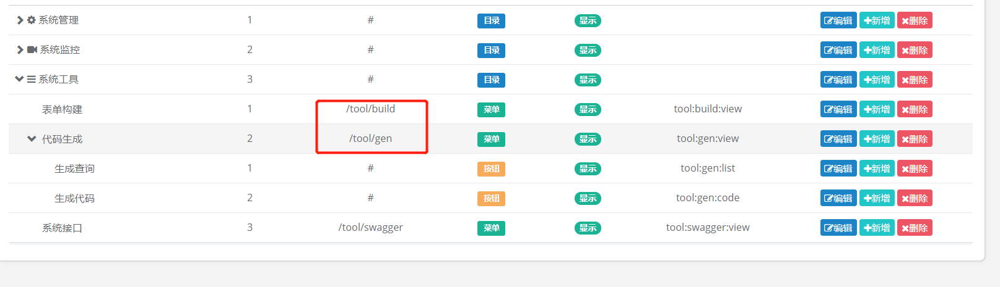 系统管理 1 # 目录 显示 编辑 新增 删除
系统监控 2 # 目录 显示 编辑 新增 删除
系统工具 3 # 目录 显示 编辑 新增 删除
表单构建 1 /tool/build 菜单 显示 tool:build:view 编辑 新增 删除
代码生成 2 /tool/gen 菜单 显示 tool:gen:view 编辑 新增 删除
生成查询 1 # 按钮 显示 tool:gen:list 编辑 新增 删除
生成代码 2 # 按钮 显示 tool:gen:code 编辑 新增 删除
系统接口 3 /tool/swagger 菜单 显示 tool:swagger:view 编辑 新增 删除